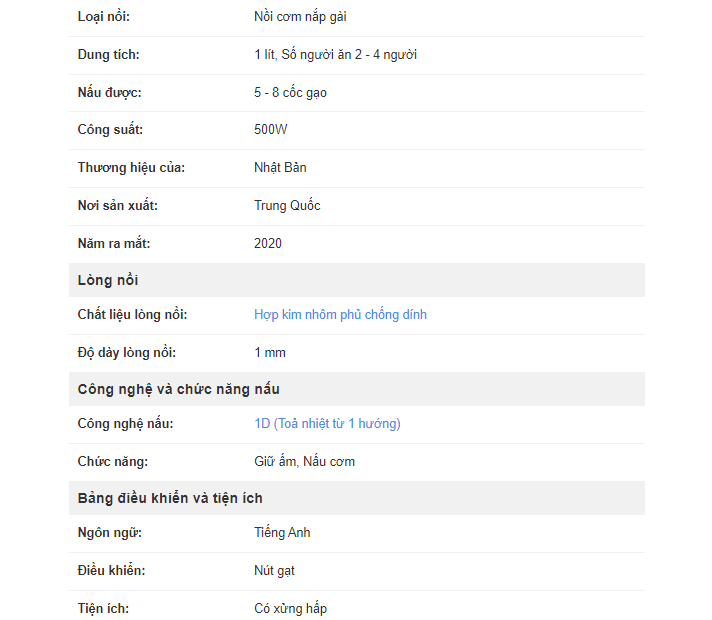 Loại nồi: Nồi cơm nắp gài
Dung tích: 1 lít, Số người ăn 2 - 4 người
Nấu được: 5 - 8 cốc gạo
Công suất: 500W
Thương hiệu của: Nhật Bản
Nơi sản xuất: Trung Quốc
Năm ra mắt: 2020
Lòng nồi
Chất liệu lòng nồi: Hợp kim nhôm phủ chống dính
Độ dày lòng nồi: 1 mm
Công nghệ và chức năng nấu
Công nghệ nấu: 1D (Toả nhiệt từ 1 hướng)
Chức năng: Giữ ấm, Nấu cơm
Bảng điều khiển và tiện ích
Ngôn ngữ: Tiếng Anh
Điều khiển: Nút gạt
Tiện ích: Có xửng hấp